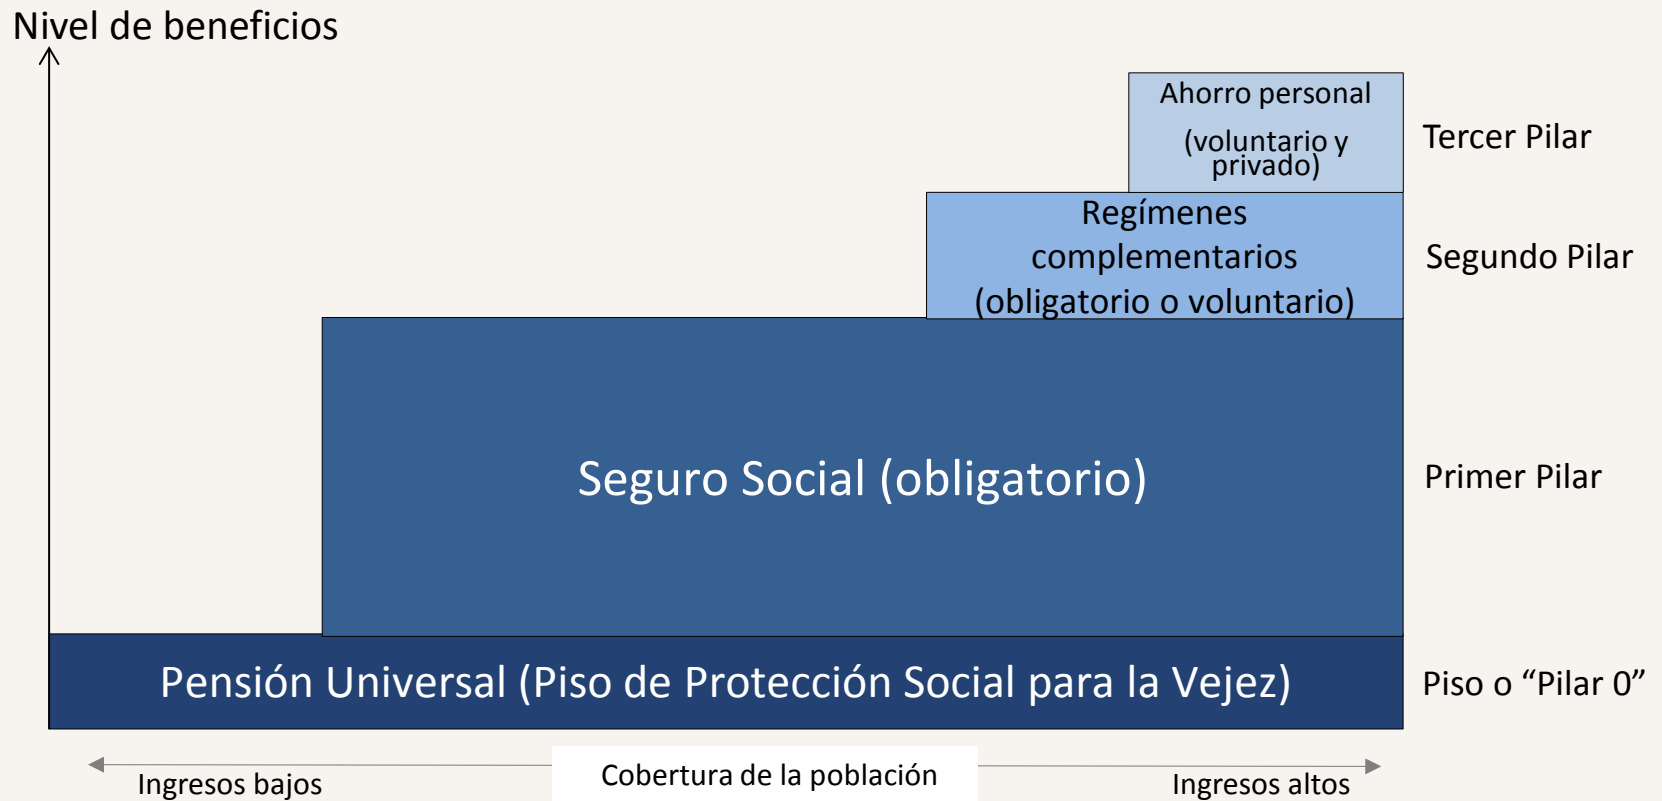 Nivel de beneficios
Ahorro personal
(voluntario y
privado)
Tercer Pilar
Regímenes
complementarios
(obligatorio o voluntario)
Segundo Pilar
Seguro Social (obligatorio)
Primer Pilar
Pensión Universal (Piso de Protección Social para la Vejez)
Piso o “Pilar 0”
Ingresos bajos
Cobertura de la población
Ingresos altos